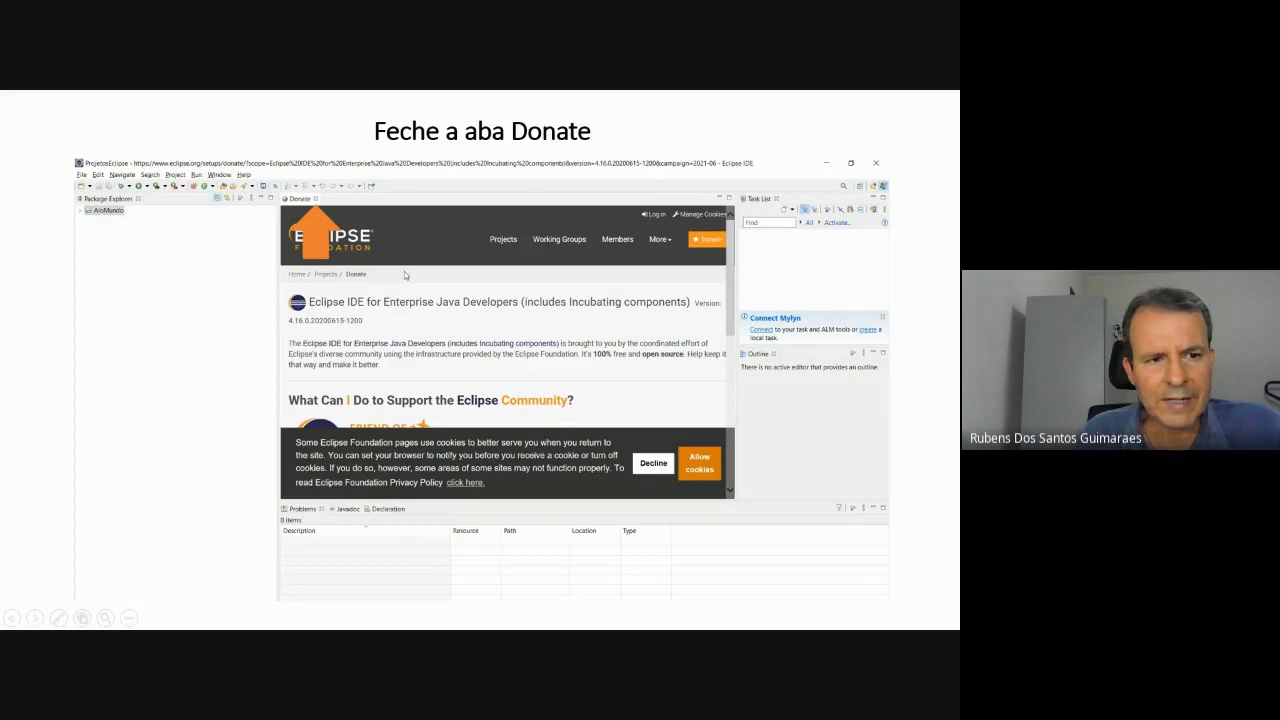 Feche a aba Donate
ProjetosEclipse - https://www.eclipse.org/setups/donate/?scope=Eclipse%20IDE%20for%20Enterprise%20Java%20Developers%20(includes%20Incubating%20components)&version=4.16.0.20200615-1200&campaign=2021-06 - Eclipse IDE
File Edit Navigate Search Project Run Window Help
Package Explorer
AloMundo
Donate
Log in Manage Cookies
Projects Working Groups Members More Donate
Home / Projects / Donate
Eclipse IDE for Enterprise Java Developers (includes Incubating components) Version:
4.16.0.20200615-1200
The Eclipse IDE for Enterprise Java Developers (includes Incubating components) is brought to you by the coordinated effort of
Eclipse's diverse community using the infrastructure provided by the Eclipse Foundation. It's 100% free and open source. Help keep it
that way and make it better.
What Can I Do to Support the Eclipse Community?
FRIEND OF
Some Eclipse Foundation pages use cookies to better serve you when you return to
the site. You can set your browser to notify you before you receive a cookie or turn off
cookies. If you do so, however, some areas of some sites may not function properly. To
read Eclipse Foundation Privacy Policy click here.
Decline
Allow
cookies
Task List
Find All Activate...
Connect Mylyn
Connect to your task and ALM tools or create a
local task.
Outline
There is no active editor that provides an outline.
Problems Javadoc Declaration
0 items
Description Resource Path Location Type
Rubens Dos Santos Guimaraes